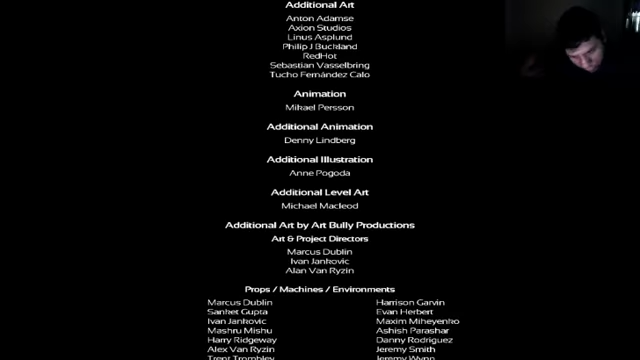 Additional Art
Anton Adamse
Axion Studios
Linus Asplund
Philip J Buckland
RedHot
Sebastian Vasselbring
Tucho Fernández Calo
Animation
Mikael Persson
Additional Animation
Denny Lindberg
Additional Illustration
Anne Pogoda
Additional Level Art
Michael Macleod
Additional Art by Art Bully Productions
Art & Project Directors
Marcus Dublin
Ivan Jankovic
Alan Van Ryzin
Props / Machines / Environments
Marcus Dublin
Sanket Gupta
Ivan Jankovic
Mashru Mishu
Harry Ridgeway
Alex Van Ryzin
Trent Trombley
Harrison Garvin
Evan Herbert
Maxim Miheyenko
Ashish Parashar
Danny Rodriguez
Jeremy Smith
Jeremy Wynn